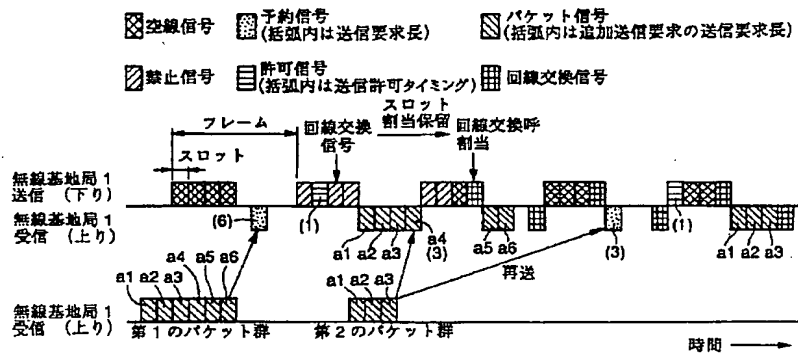 空線信号
予約信号
(括弧内は送信要求長)
パケット信号
(括弧内は追加送信要求の送信要求長)
禁止信号
許可信号
(括弧内は送信許可タイミング)
回線交換信号
フレーム
スロット
回線交換
信号
スロット
割当保留
回線交換呼
割当
無線基地局1
送信 (下り)
無線基地局1
受信 (上り)
(6)
(1)
a1 a2 a3
a4
(3)
a5 a6
(3)
(1)
a1 a2 a3
再送
a1 a2 a3 a4 a5 a6
a1 a2 a3
無線基地局1
受信 (上り)
第1のパケット群
第2のパケット群
時間